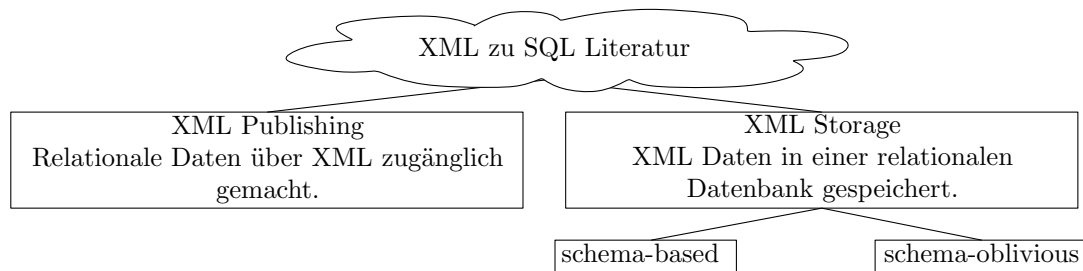 XML zu SQL Literatur
XML Publishing
Relationale Daten über XML zugänglich
gemacht.
XML Storage
XML Daten in einer relationalen
Datenbank gespeichert.
schema-based
schema-oblivious